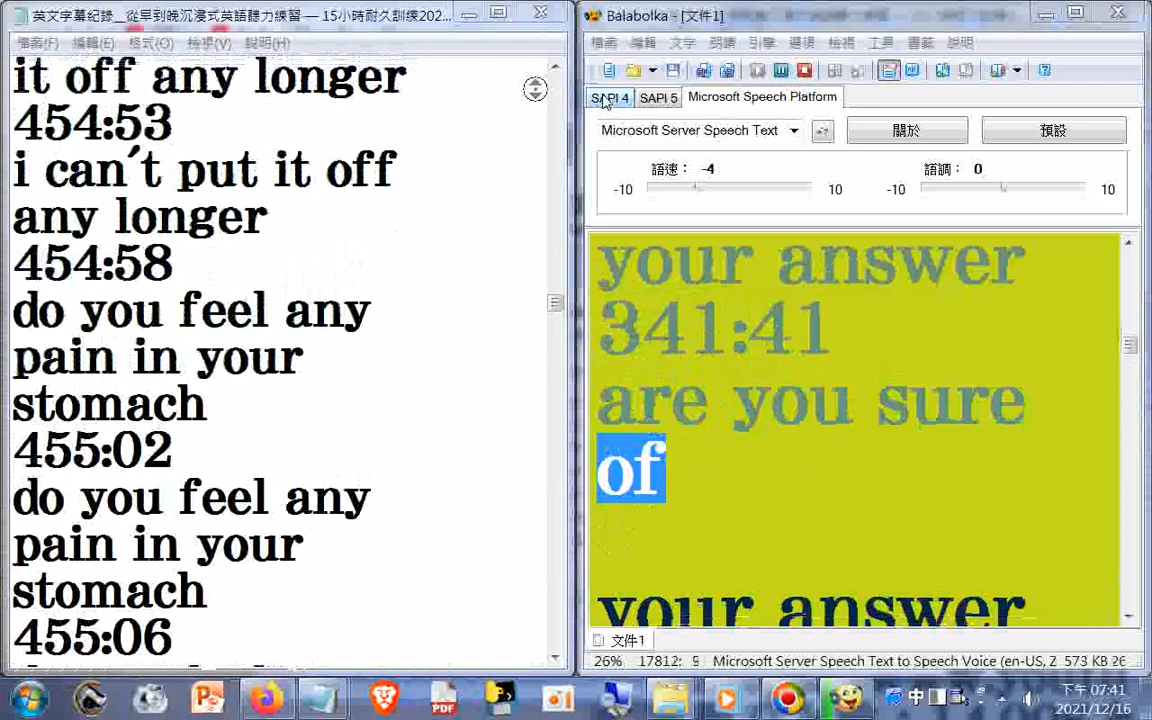 英文字幕紀錄__從早到晚沉浸式英語聽力練習 — 15小時耐久訓練202...
檔案(F) 編輯(E) 格式(O) 檢視(V) 說明(H)
it off any longer
454:53
i can't put it off
any longer
454:58
do you feel any
pain in your
stomach
455:02
do you feel any
pain in your
stomach
455:06
Balabolka - [文件1]
檔案 編輯 文字 朗讀 引擎 選項 檢視 工具 書籤 說明
SAPI 4 SAPI 5 Microsoft Speech Platform
Microsoft Server Speech Text
關於
預設
語速： -4
語調： 0
-10 10 -10 10
your answer
341:41
are you sure
of
your answer
文件1
26% 17812: 9 Microsoft Server Speech Text to Speech Voice (en-US, Z 573 KB 26
中
下午 07:41
2021/12/16